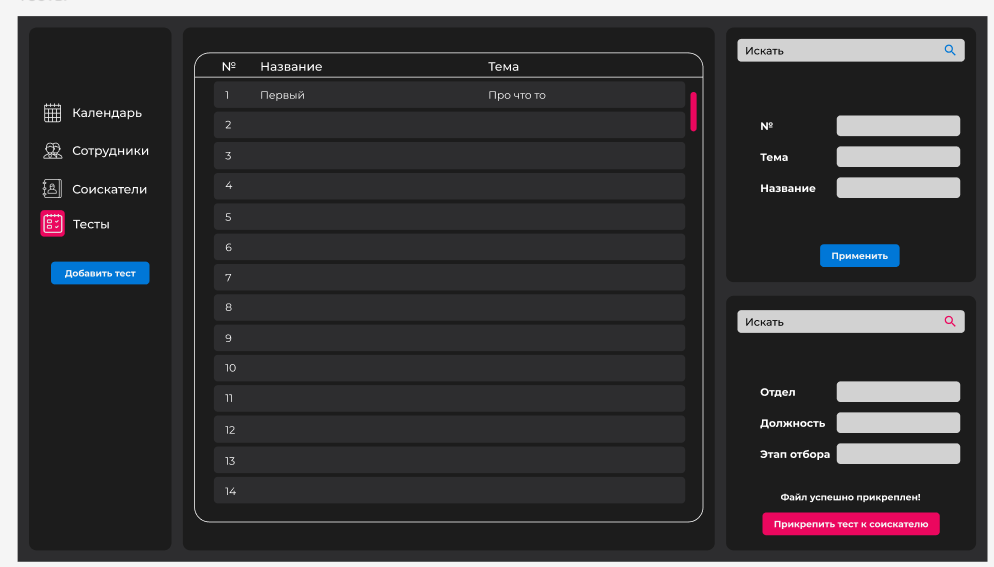 Календарь
Сотрудники
Соискатели
Тесты
Добавить тест
№ Название Тема
1 Первый Про что то
2
3
4
5
6
7
8
9
10
11
12
13
14
Искать
№
Тема
Название
Применить
Искать
Отдел
Должность
Этап отбора
Файл успешно прикреплен!
Прикрепить тест к соискателю